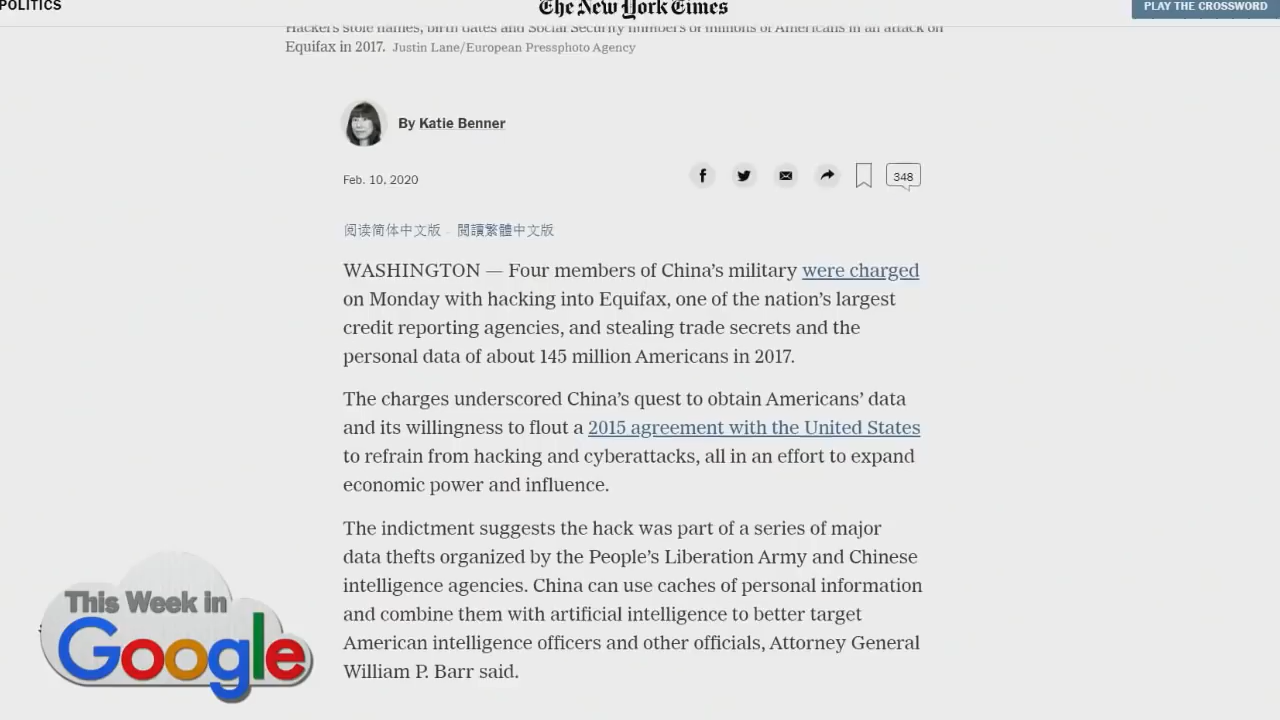 POLITICS
The New York Times
PLAY THE CROSSWORD
Hackers stole names, birth dates and Social Security numbers of millions of Americans in an attack on
Equifax in 2017. Justin Lane/European Pressphoto Agency
By Katie Benner
Feb. 10, 2020
348
阅读简体中文版 - 閱讀繁體中文版
WASHINGTON — Four members of China’s military were charged
on Monday with hacking into Equifax, one of the nation’s largest
credit reporting agencies, and stealing trade secrets and the
personal data of about 145 million Americans in 2017.
The charges underscored China’s quest to obtain Americans’ data
and its willingness to flout a 2015 agreement with the United States
to refrain from hacking and cyberattacks, all in an effort to expand
economic power and influence.
The indictment suggests the hack was part of a series of major
data thefts organized by the People’s Liberation Army and Chinese
intelligence agencies. China can use caches of personal information
and combine them with artificial intelligence to better target
American intelligence officers and other officials, Attorney General
William P. Barr said.
This Week in
Google